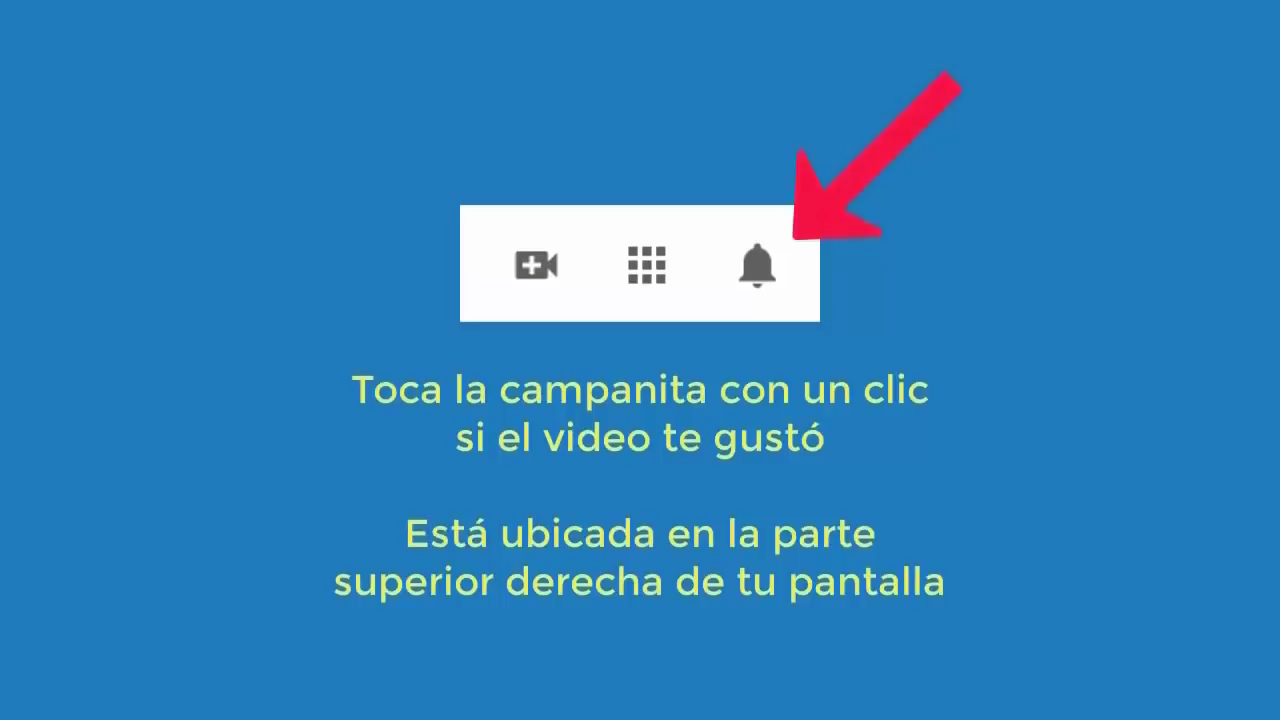 Toca la campanita con un clic
si el video te gustó
Está ubicada en la parte
superior derecha de tu pantalla